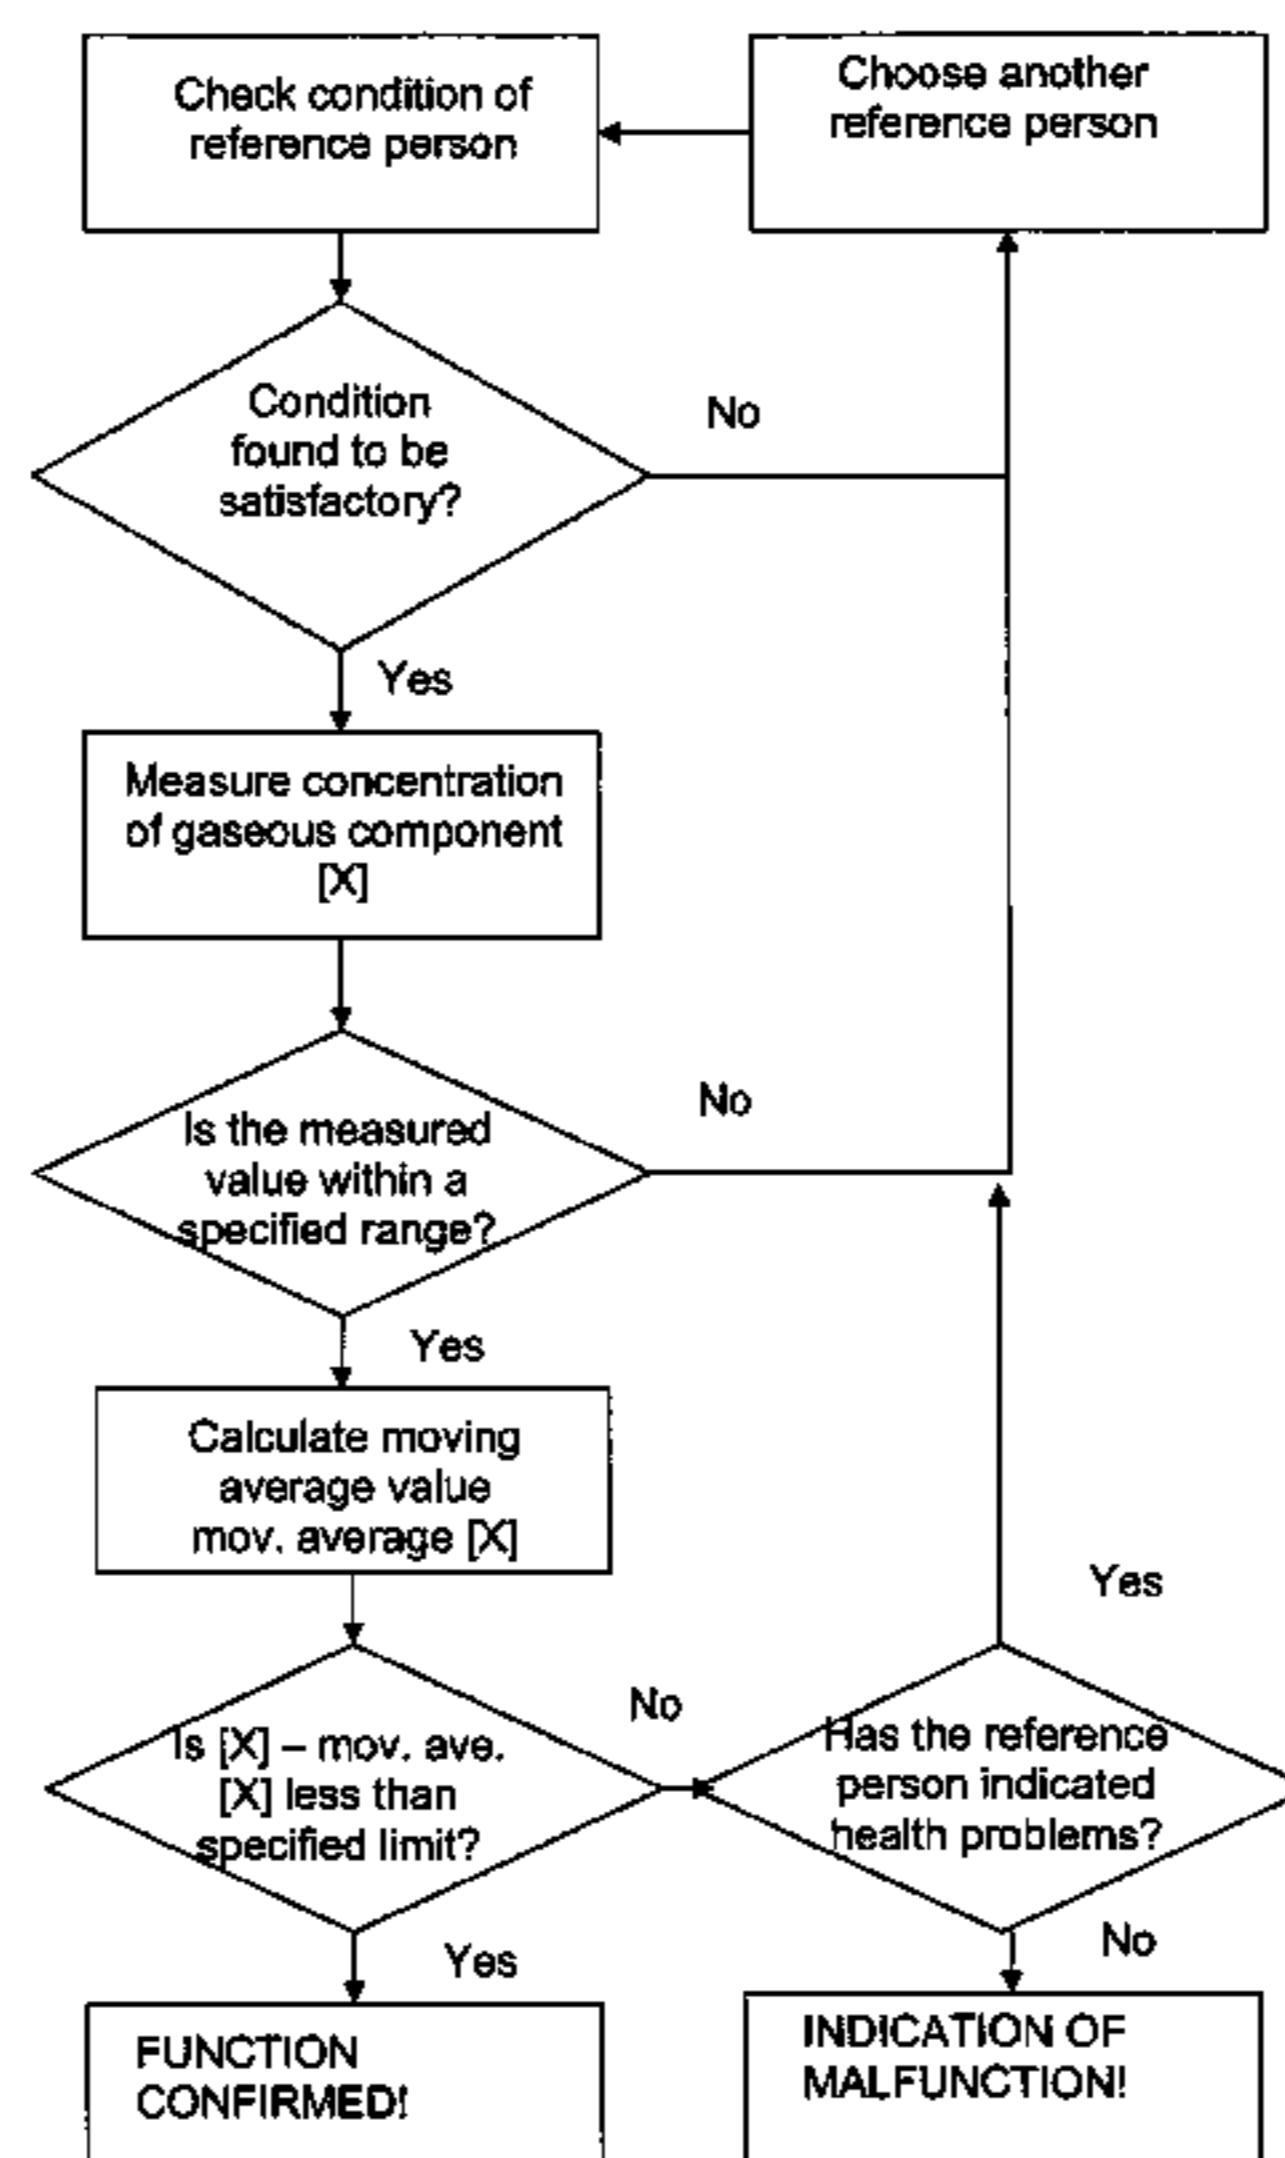 Check condition of
reference person
Choose another
reference person
Condition
found to be
satisfactory?
No
Yes
Measure concentration
of gaseous component
[X]
Is the measured
value within a
specified range?
No
Yes
Calculate moving
average value
mov. average [X]
Is [X] – mov. ave.
[X] less than
specified limit?
No
Yes
Has the reference
person indicated
health problems?
Yes
No
FUNCTION
CONFIRMED!
INDICATION OF
MALFUNCTION!